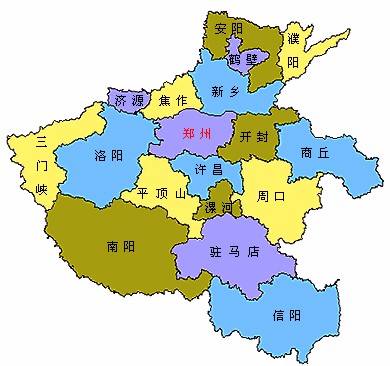 安阳
濮阳
鹤壁
新乡
济源
焦作
三门峡
洛阳
郑州
开封
商丘
许昌
平顶山
漯河
周口
南阳
驻马店
信阳